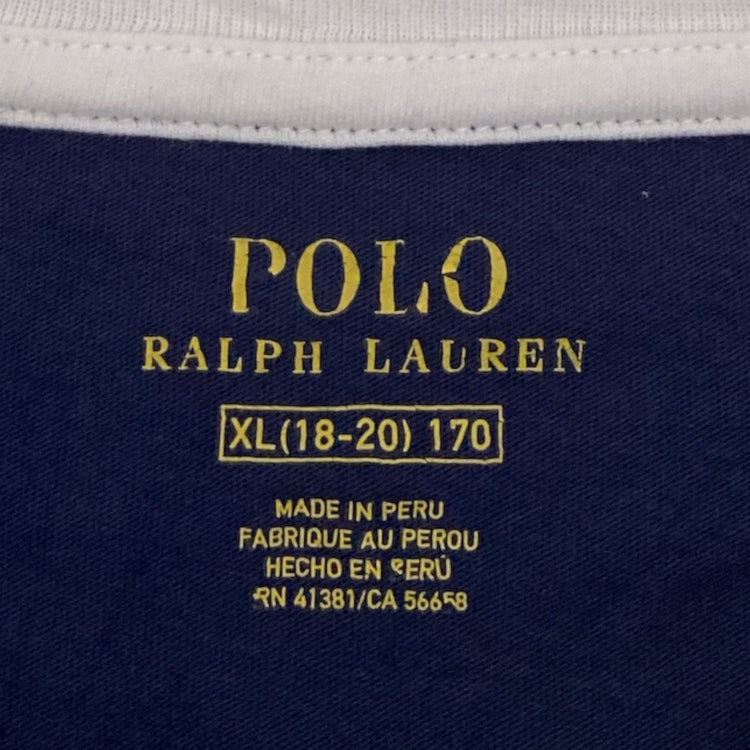 POLO
RALPH LAUREN
XL(18-20) 170
MADE IN PERU
FABRIQUE AU PEROU
HECHO EN PERÚ
RN 41381/CA 56658